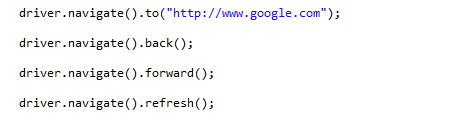 driver.navigate().to("http://www.google.com");
driver.navigate().back();
driver.navigate().forward();
driver.navigate().refresh();